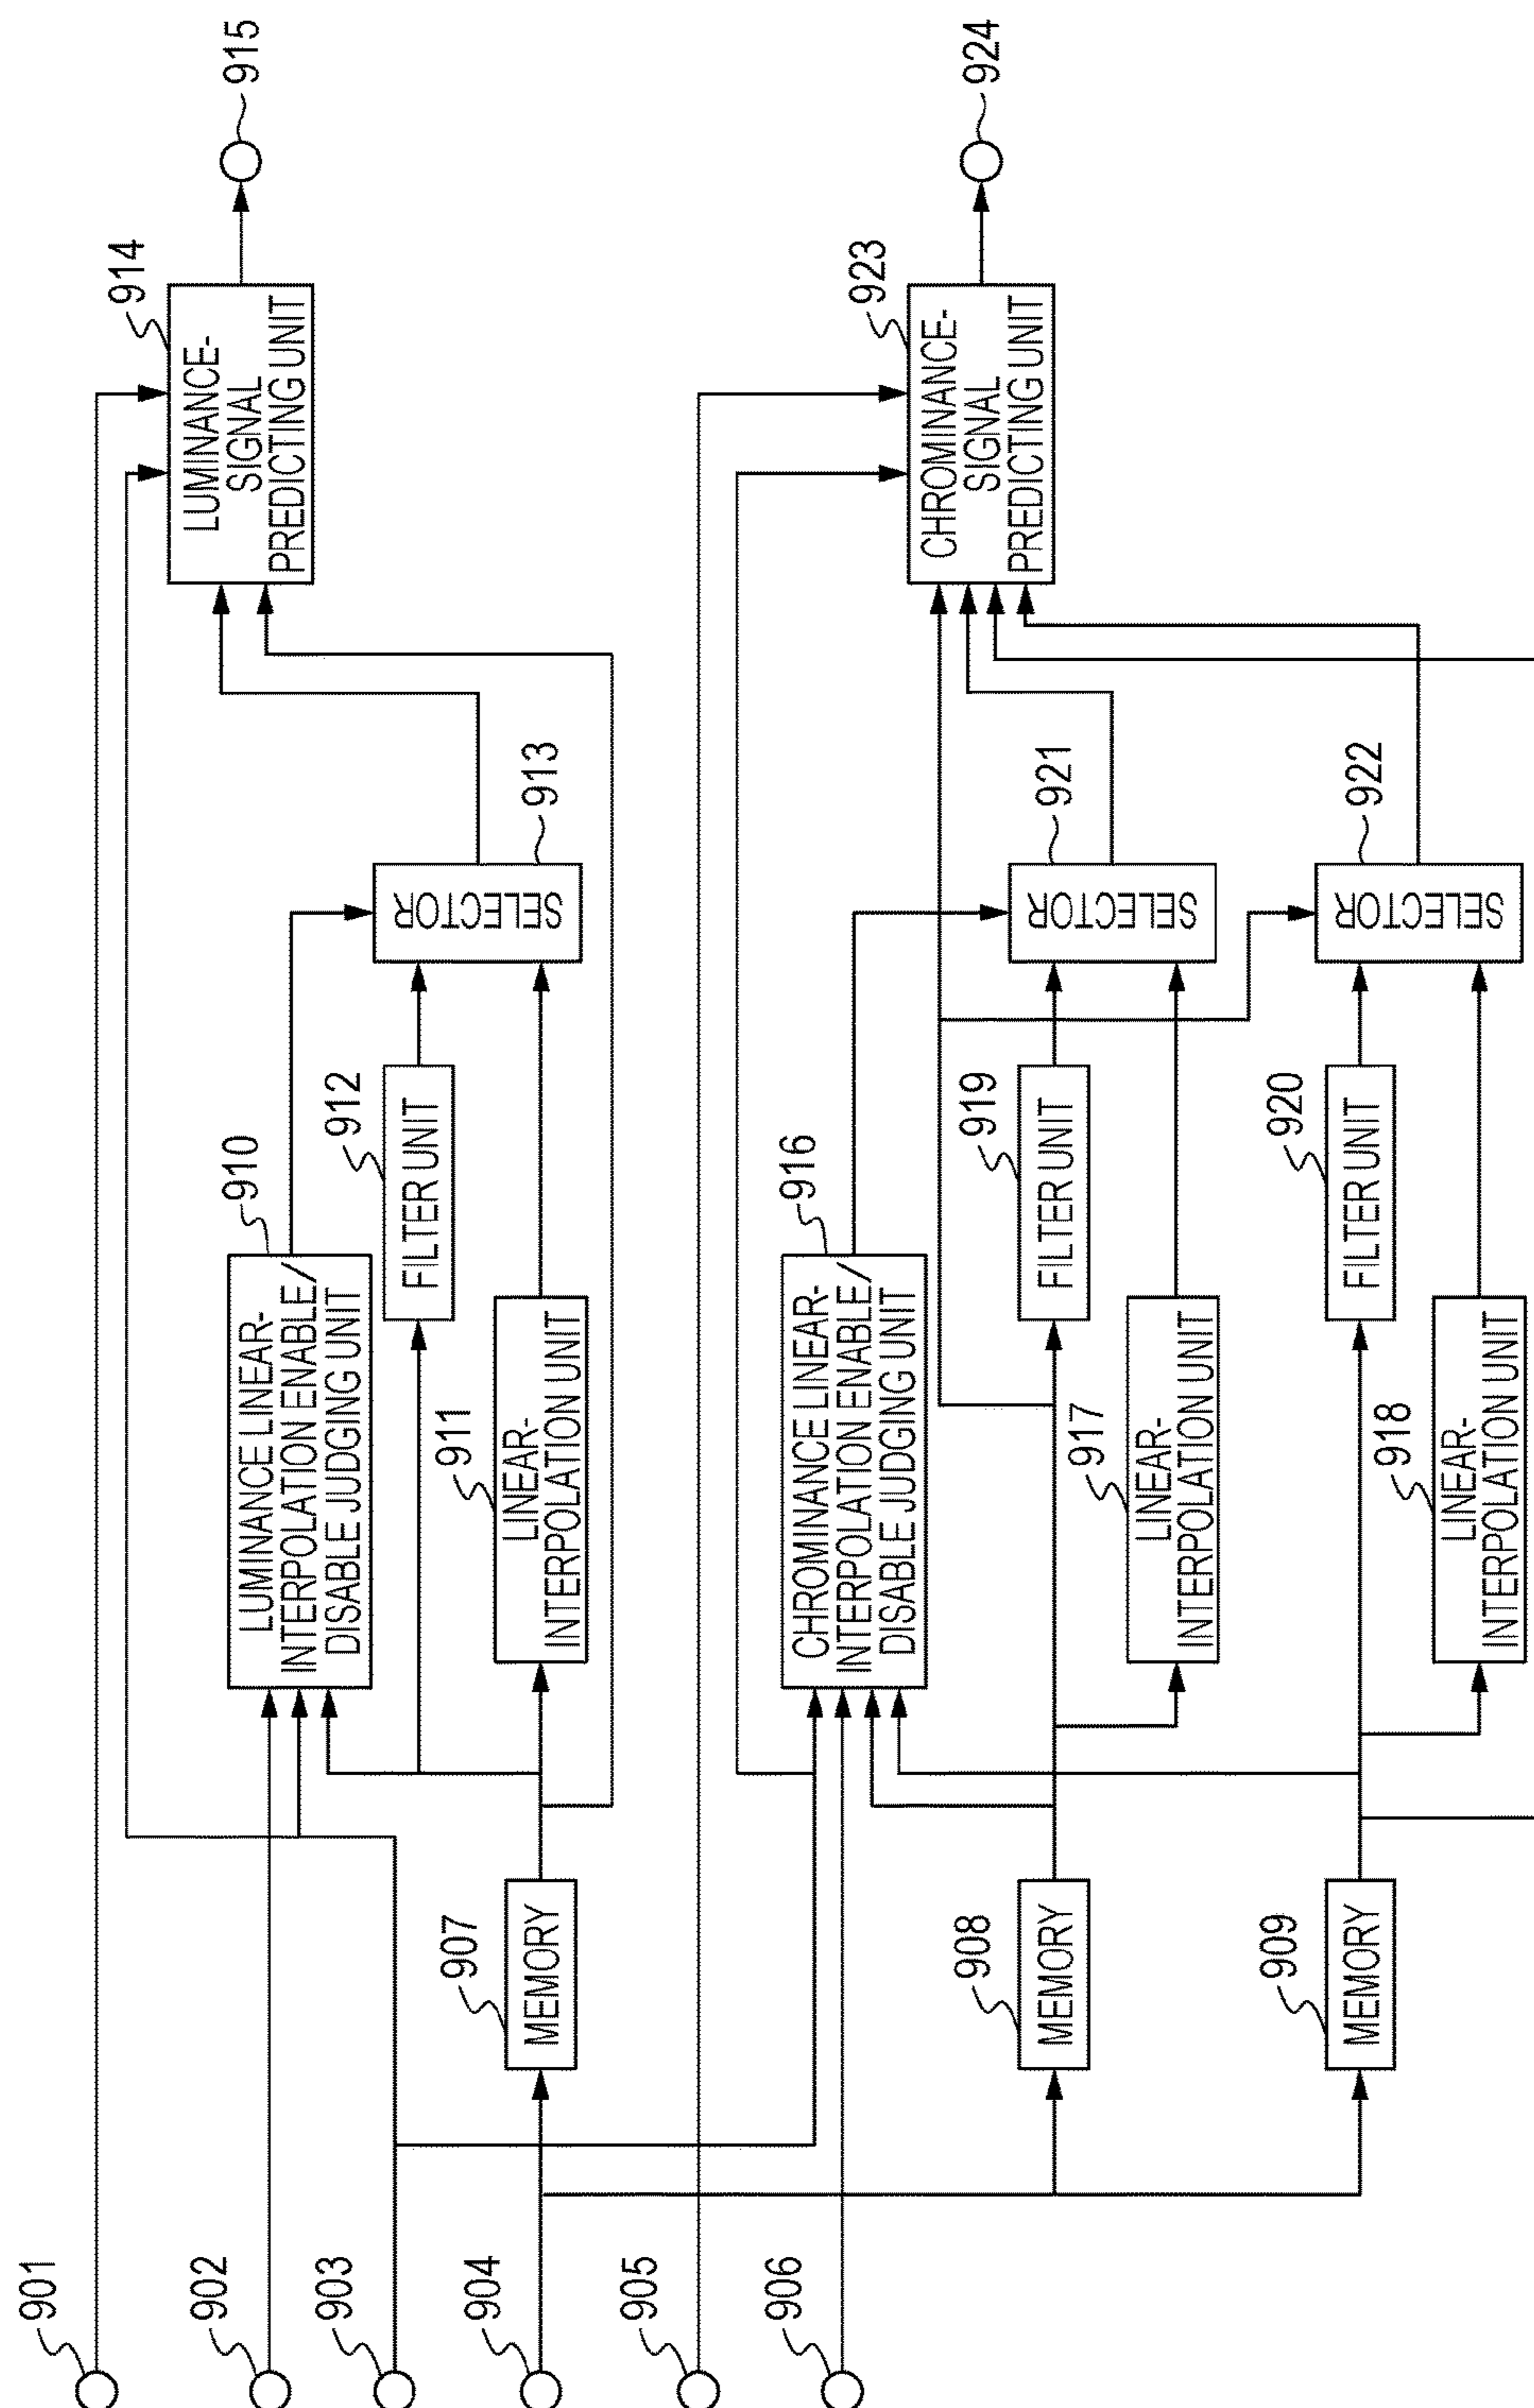 901
902
903
904
905
906
907
MEMORY
908
MEMORY
909
MEMORY
910
LUMINANCE LINEAR-
INTERPOLATION ENABLE/
DISABLE JUDGING UNIT
911
LINEAR-
INTERPOLATION UNIT
912
FILTER UNIT
913
SELECTOR
914
LUMINANCE-
SIGNAL
PREDICTING UNIT
915
916
CHROMINANCE LINEAR-
INTERPOLATION ENABLE/
DISABLE JUDGING UNIT
917
LINEAR-
INTERPOLATION UNIT
918
LINEAR-
INTERPOLATION UNIT
919
FILTER UNIT
920
FILTER UNIT
921
SELECTOR
922
SELECTOR
923
CHROMINANCE-
SIGNAL
PREDICTING UNIT
924